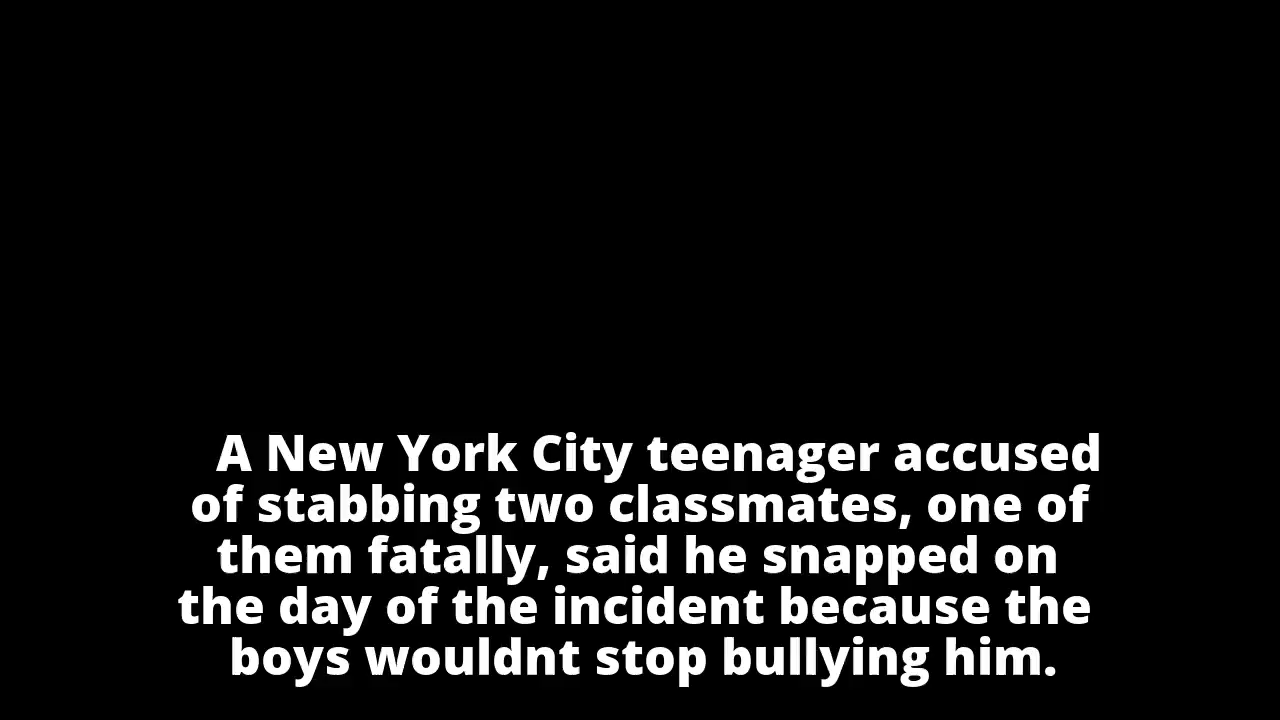 A New York City teenager accused
of stabbing two classmates, one of
them fatally, said he snapped on
the day of the incident because the
boys wouldnt stop bullying him.